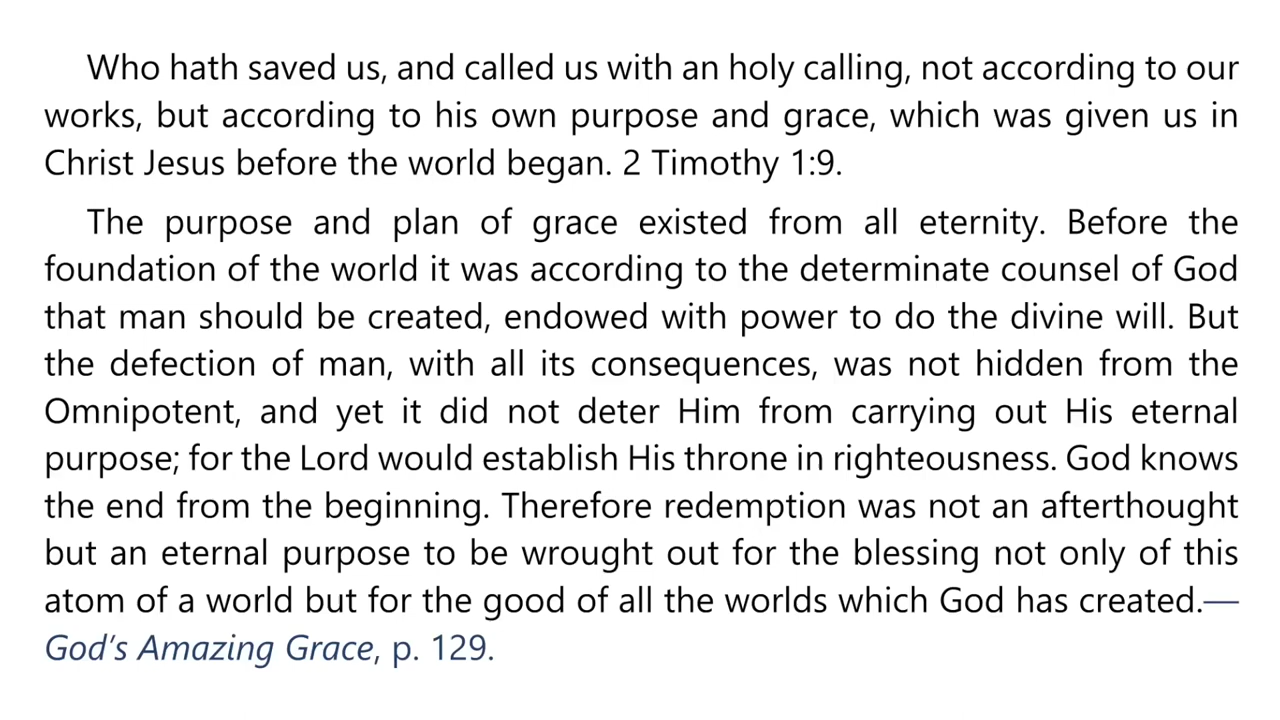 Who hath saved us, and called us with an holy calling, not according to our
works, but according to his own purpose and grace, which was given us in
Christ Jesus before the world began. 2 Timothy 1:9.
The purpose and plan of grace existed from all eternity. Before the
foundation of the world it was according to the determinate counsel of God
that man should be created, endowed with power to do the divine will. But
the defection of man, with all its consequences, was not hidden from the
Omnipotent, and yet it did not deter Him from carrying out His eternal
purpose; for the Lord would establish His throne in righteousness. God knows
the end from the beginning. Therefore redemption was not an afterthought
but an eternal purpose to be wrought out for the blessing not only of this
atom of a world but for the good of all the worlds which God has created.—
God’s Amazing Grace, p. 129.